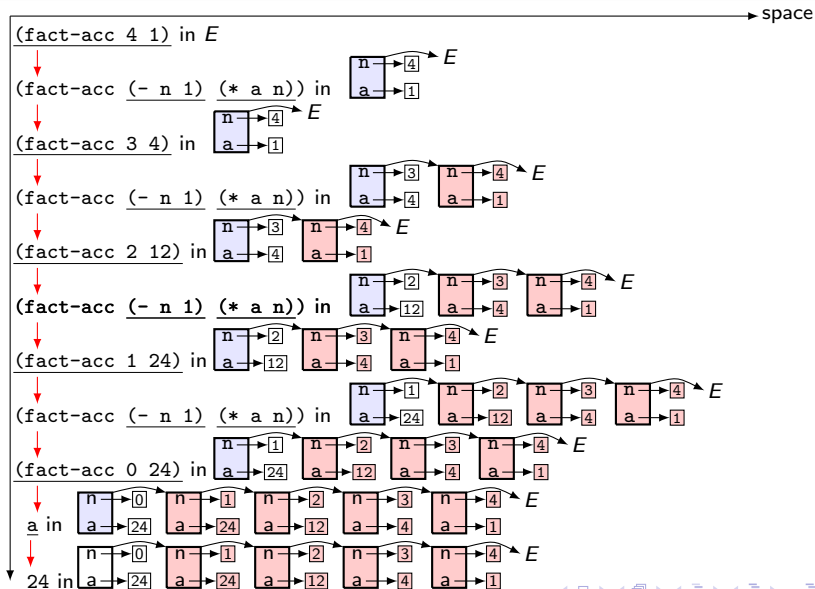 space
(fact-acc 4 1) in E
(fact-acc (- n 1) (* a n)) in n 4 E
a 1
(fact-acc 3 4) in n 4 E
a 1
(fact-acc (- n 1) (* a n)) in n 3 n 4 E
a 4 a 1
(fact-acc 2 12) in n 3 n 4 E
a 4 a 1
(fact-acc (- n 1) (* a n)) in n 2 n 3 n 4 E
a 12 a 4 a 1
(fact-acc 1 24) in n 2 n 3 n 4 E
a 12 a 4 a 1
(fact-acc (- n 1) (* a n)) in n 1 n 2 n 3 n 4 E
a 24 a 12 a 4 a 1
(fact-acc 0 24) in n 1 n 2 n 3 n 4 E
a 24 a 12 a 4 a 1
a in n 0 n 1 n 2 n 3 n 4 E
a 24 a 24 a 12 a 4 a 1
24 in n 0 n 1 n 2 n 3 n 4 E
a 24 a 24 a 12 a 4 a 1